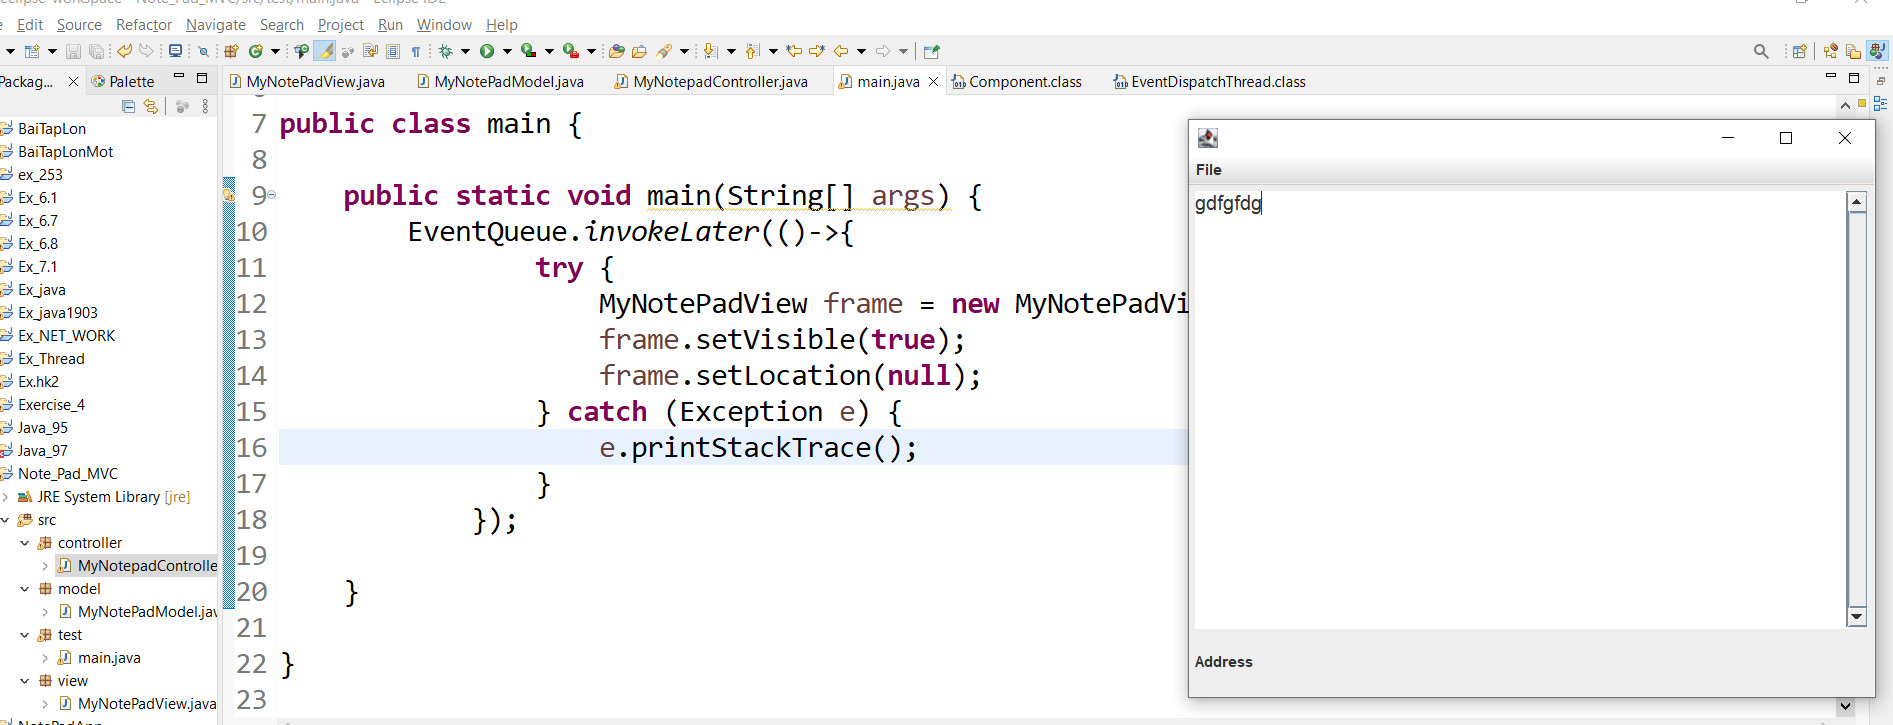 Edit Source Refactor Navigate Search Project Run Window Help
Palette
MyNotePadView.java MyNotePadModel.java MyNotepadController.java main.java Component.class EventDispatchThread.class
BaiTapLon
BaiTapLonMot
ex_253
Ex_6.1
Ex_6.7
Ex_6.8
Ex_7.1
Ex_java
Ex_java1903
Ex_NET_WORK
Ex_Thread
Ex.hk2
Exercise_4
Java_95
Java_97
Note_Pad_MVC
JRE System Library [jre]
src
controller
MyNotepadControlle
model
MyNotePadModel.jav
test
main.java
view
MyNotePadView.java
7 public class main {
8
9 public static void main(String[] args) {
10 EventQueue.invokeLater(()->{
11 try {
12 MyNotePadView frame = new MyNotePadVi
13 frame.setVisible(true);
14 frame.setLocation(null);
15 } catch (Exception e) {
16 e.printStackTrace();
17 }
18 });
19
20 }
21
22 }
23
File
gdfgfdg
Address